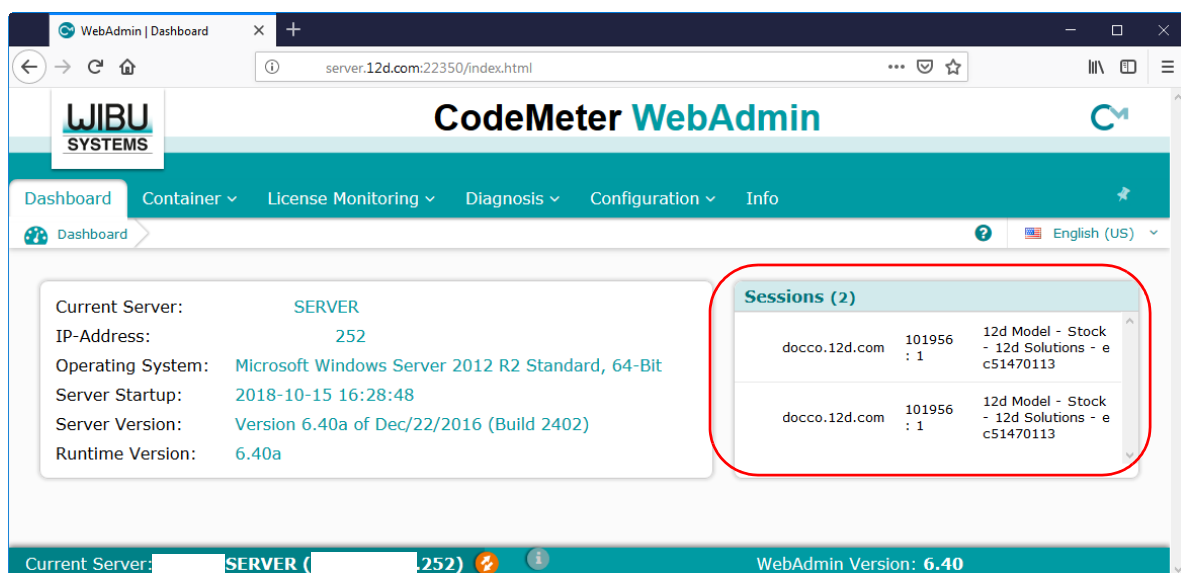 WebAdmin | Dashboard
server.12d.com:22350/index.html
WIBU
SYSTEMS
CodeMeter WebAdmin
Dashboard Container License Monitoring Diagnosis Configuration Info
Dashboard
English (US)
Current Server: SERVER
IP-Address: 252
Operating System: Microsoft Windows Server 2012 R2 Standard, 64-Bit
Server Startup: 2018-10-15 16:28:48
Server Version: Version 6.40a of Dec/22/2016 (Build 2402)
Runtime Version: 6.40a
Sessions (2)
docco.12d.com 101956 : 1 12d Model - Stock
- 12d Solutions - e
c51470113
docco.12d.com 101956 : 1 12d Model - Stock
- 12d Solutions - e
c51470113
Current Server: SERVER ( .252) WebAdmin Version: 6.40